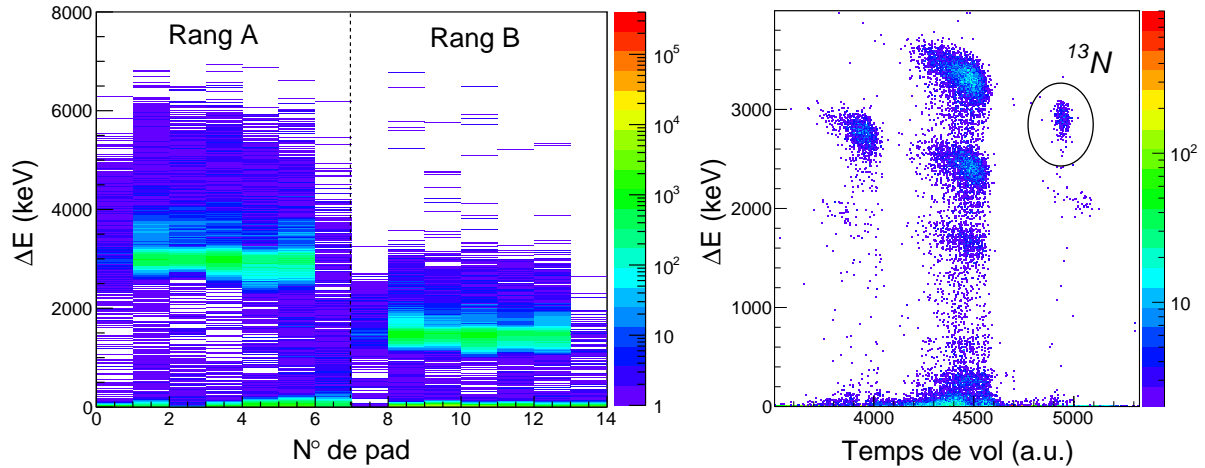 Rang A
Rang B
ΔE (keV)
8000
6000
4000
2000
0
0 2 4 6 8 10 12 14
N° de pad
10⁵
10⁴
10³
10²
10
1
¹³N
ΔE (keV)
3000
2000
1000
0
4000 4500 5000
Temps de vol (a.u.)
10²
10